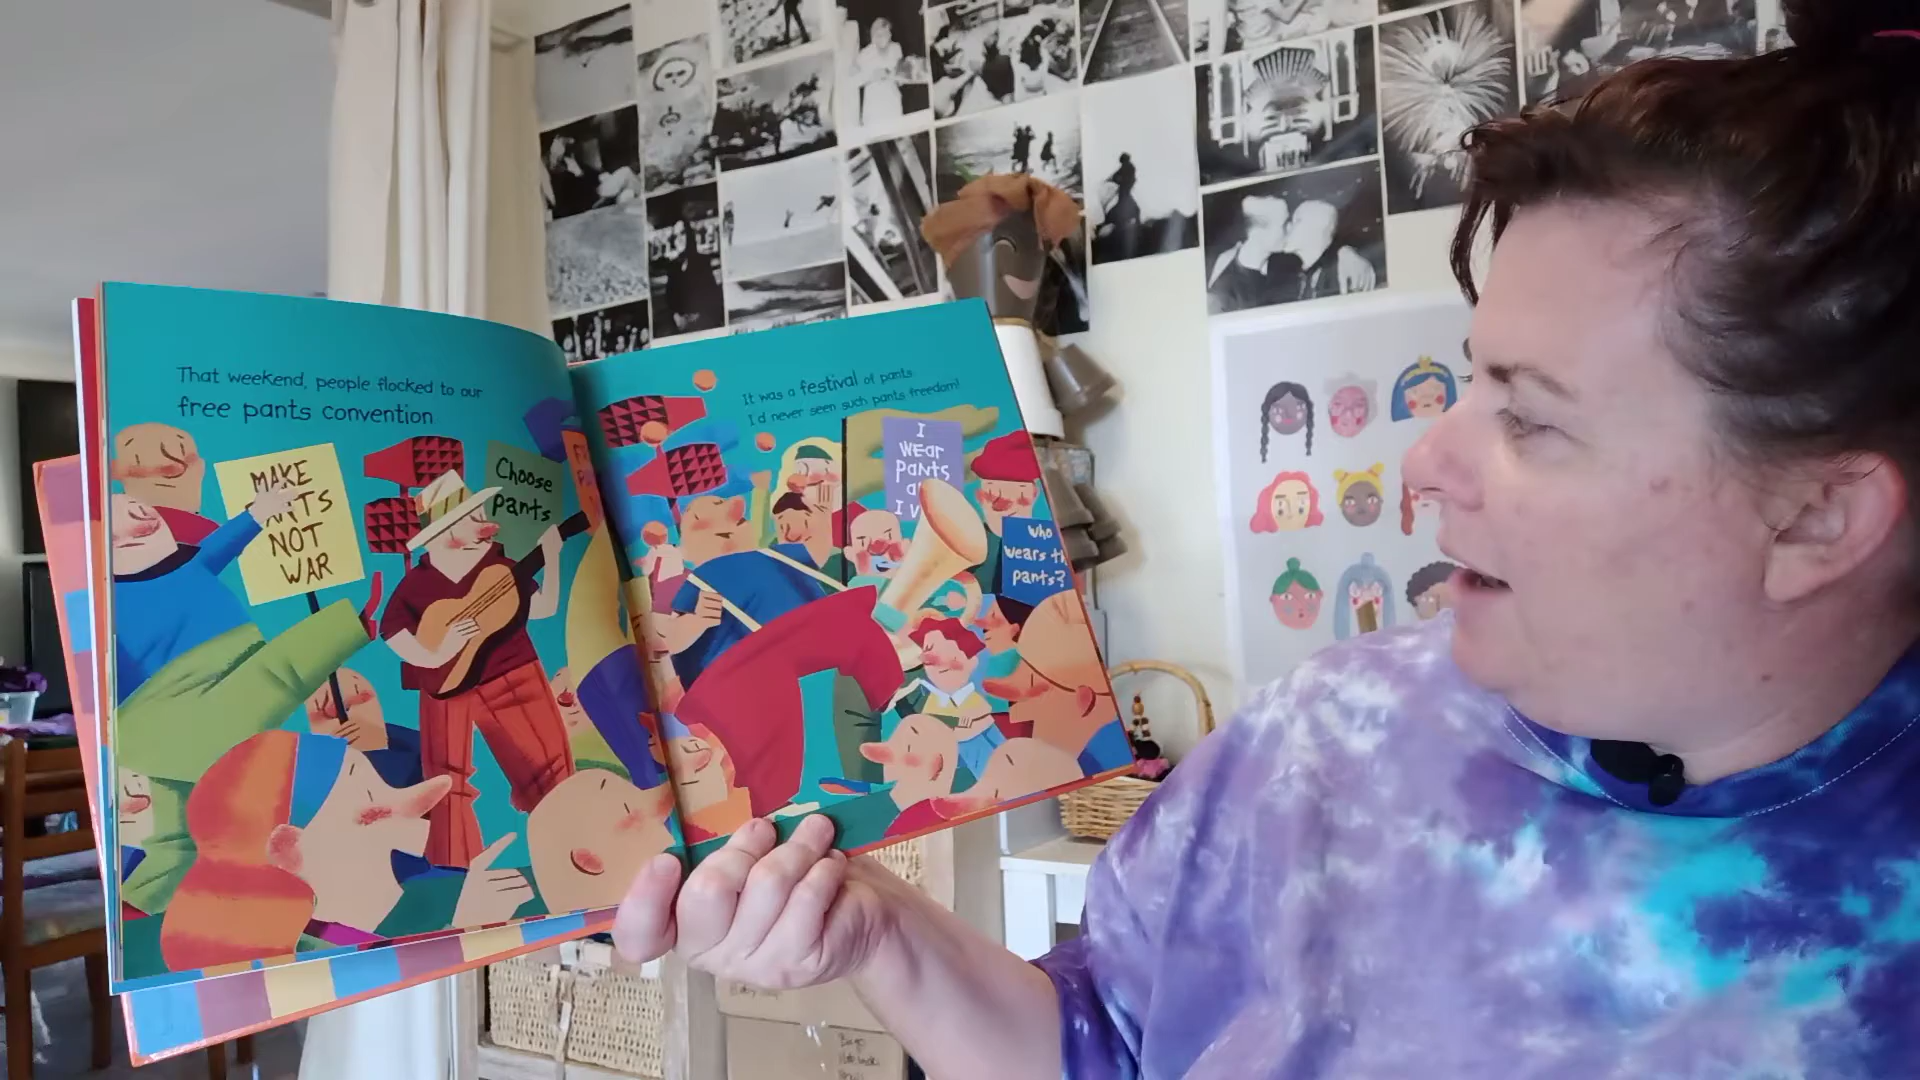 That weekend, people flocked to our
free pants convention
MAKE
PANTS
NOT
WAR
Choose
pants
It was a festival of pants
I'd never seen such pants freedom!
I
wear
pants
I V
Who
wears
pants?